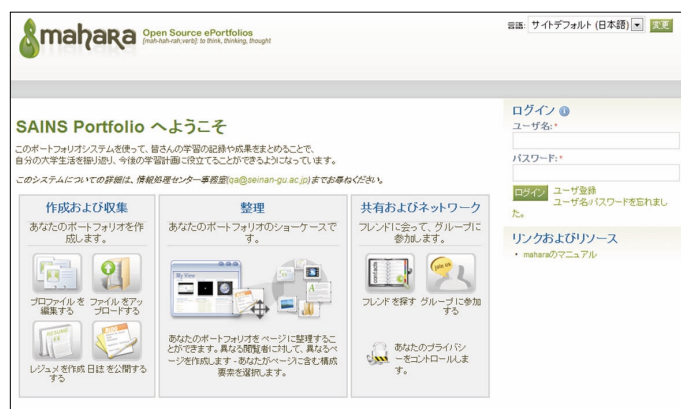 mahara
Open Source ePortfolios
[mah-hah-rah;verb]: to think, thinking, thought
言語: サイトデフォルト (日本語) 変更
SAINS Portfolio へようこそ
このポートフォリオシステムを使って、皆さんの学習の記録や成果をまとめることで、
自分の大学生活を振り返り、今後の学習計画に役立てることができるようになっています。
このシステムについての詳細は、情報処理センター事務室(qa@seinan-gu.ac.jp)までお尋ねください。
作成および収集
あなたのポートフォリオを作
成します。
プロファイルを
編集する
ファイルをアッ
プロードする
レジュメを作成
する
日誌を公開する
整理
あなたのポートフォリオのショーケースで
す。
My View
あなたのポートフォリオをページに整理するこ
とができます。異なる閲覧者に対して、異なるペ
ージを作成します - あなたがページに含む構成
要素を選択します。
共有およびネットワーク
フレンドに会って、グループに
参加します。
contacts
join us
フレンドを探す
グループに参加
する
あなたのプライバシ
ーをコントロールしま
す。
ログイン
ユーザ名: *
パスワード: *
ログイン ユーザ登録
ユーザ名/パスワードを忘れまし
た。
リンクおよびリソース
• maharaのマニュアル